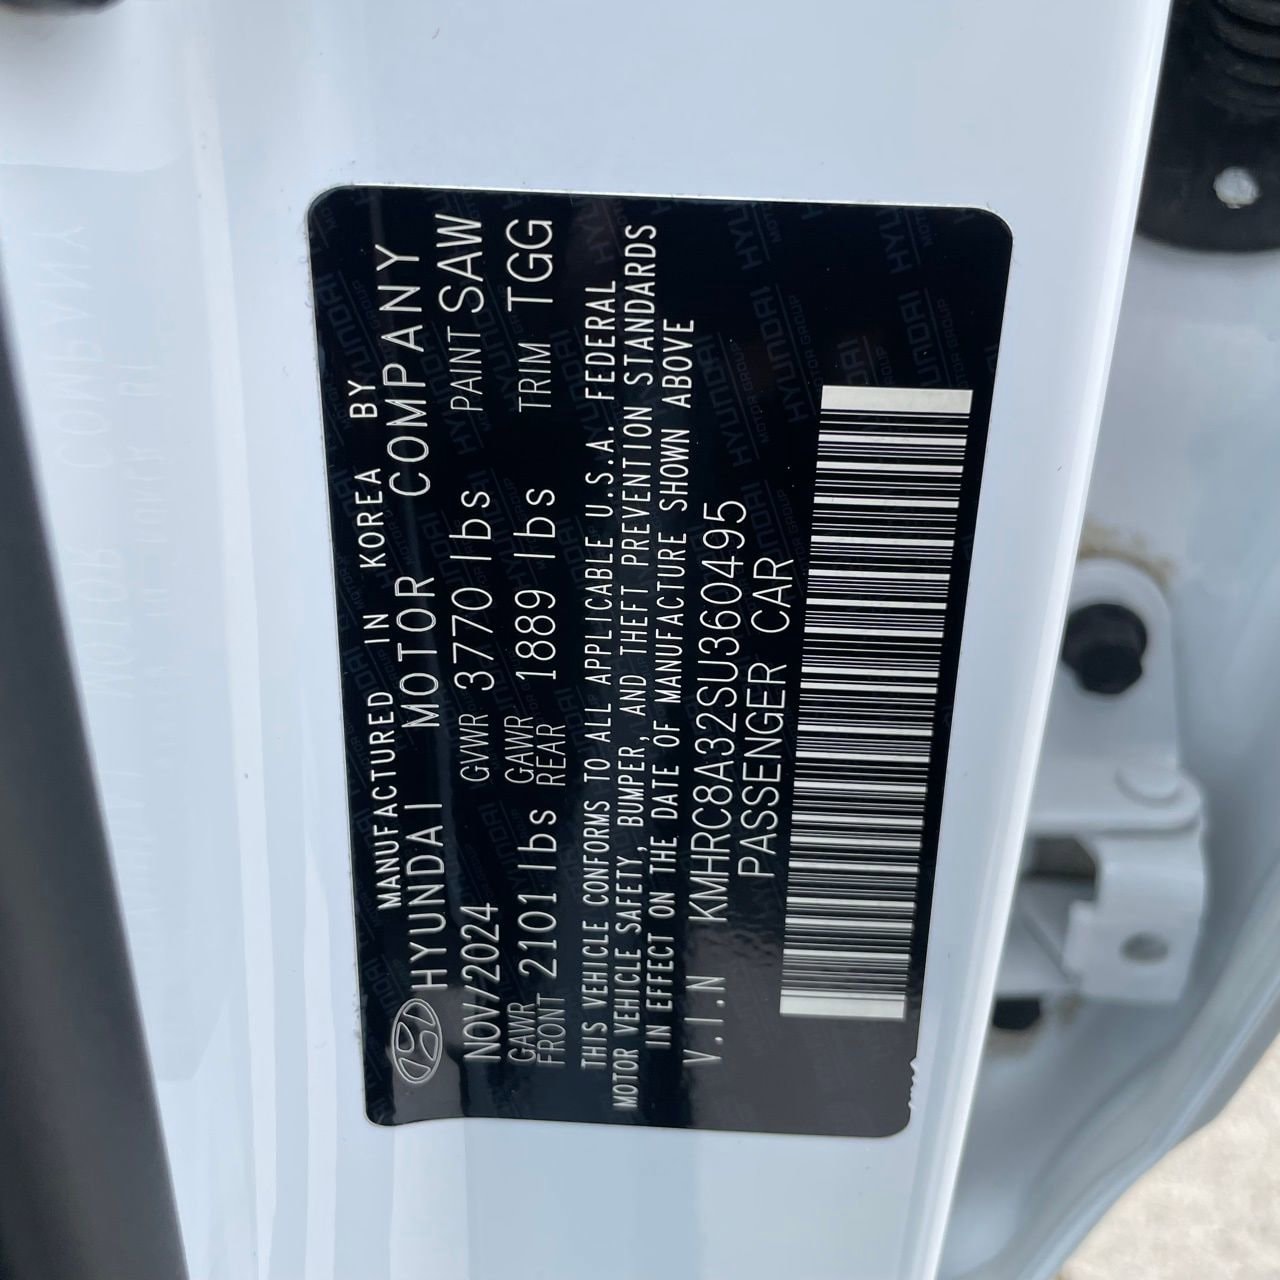 MANUFACTURED IN KOREA BY
HYUNDAI MOTOR COMPANY
NOV/2024 GVWR 3770 lbs PAINT SAW
GAWR FRONT 2101 lbs GAWR REAR 1889 lbs TRIM TGG
THIS VEHICLE CONFORMS TO ALL APPLICABLE U.S.A. FEDERAL
MOTOR VEHICLE SAFETY, BUMPER, AND THEFT PREVENTION STANDARDS
IN EFFECT ON THE DATE OF MANUFACTURE SHOWN ABOVE
V.I.N KMHRC8A32SU360495
PASSENGER CAR